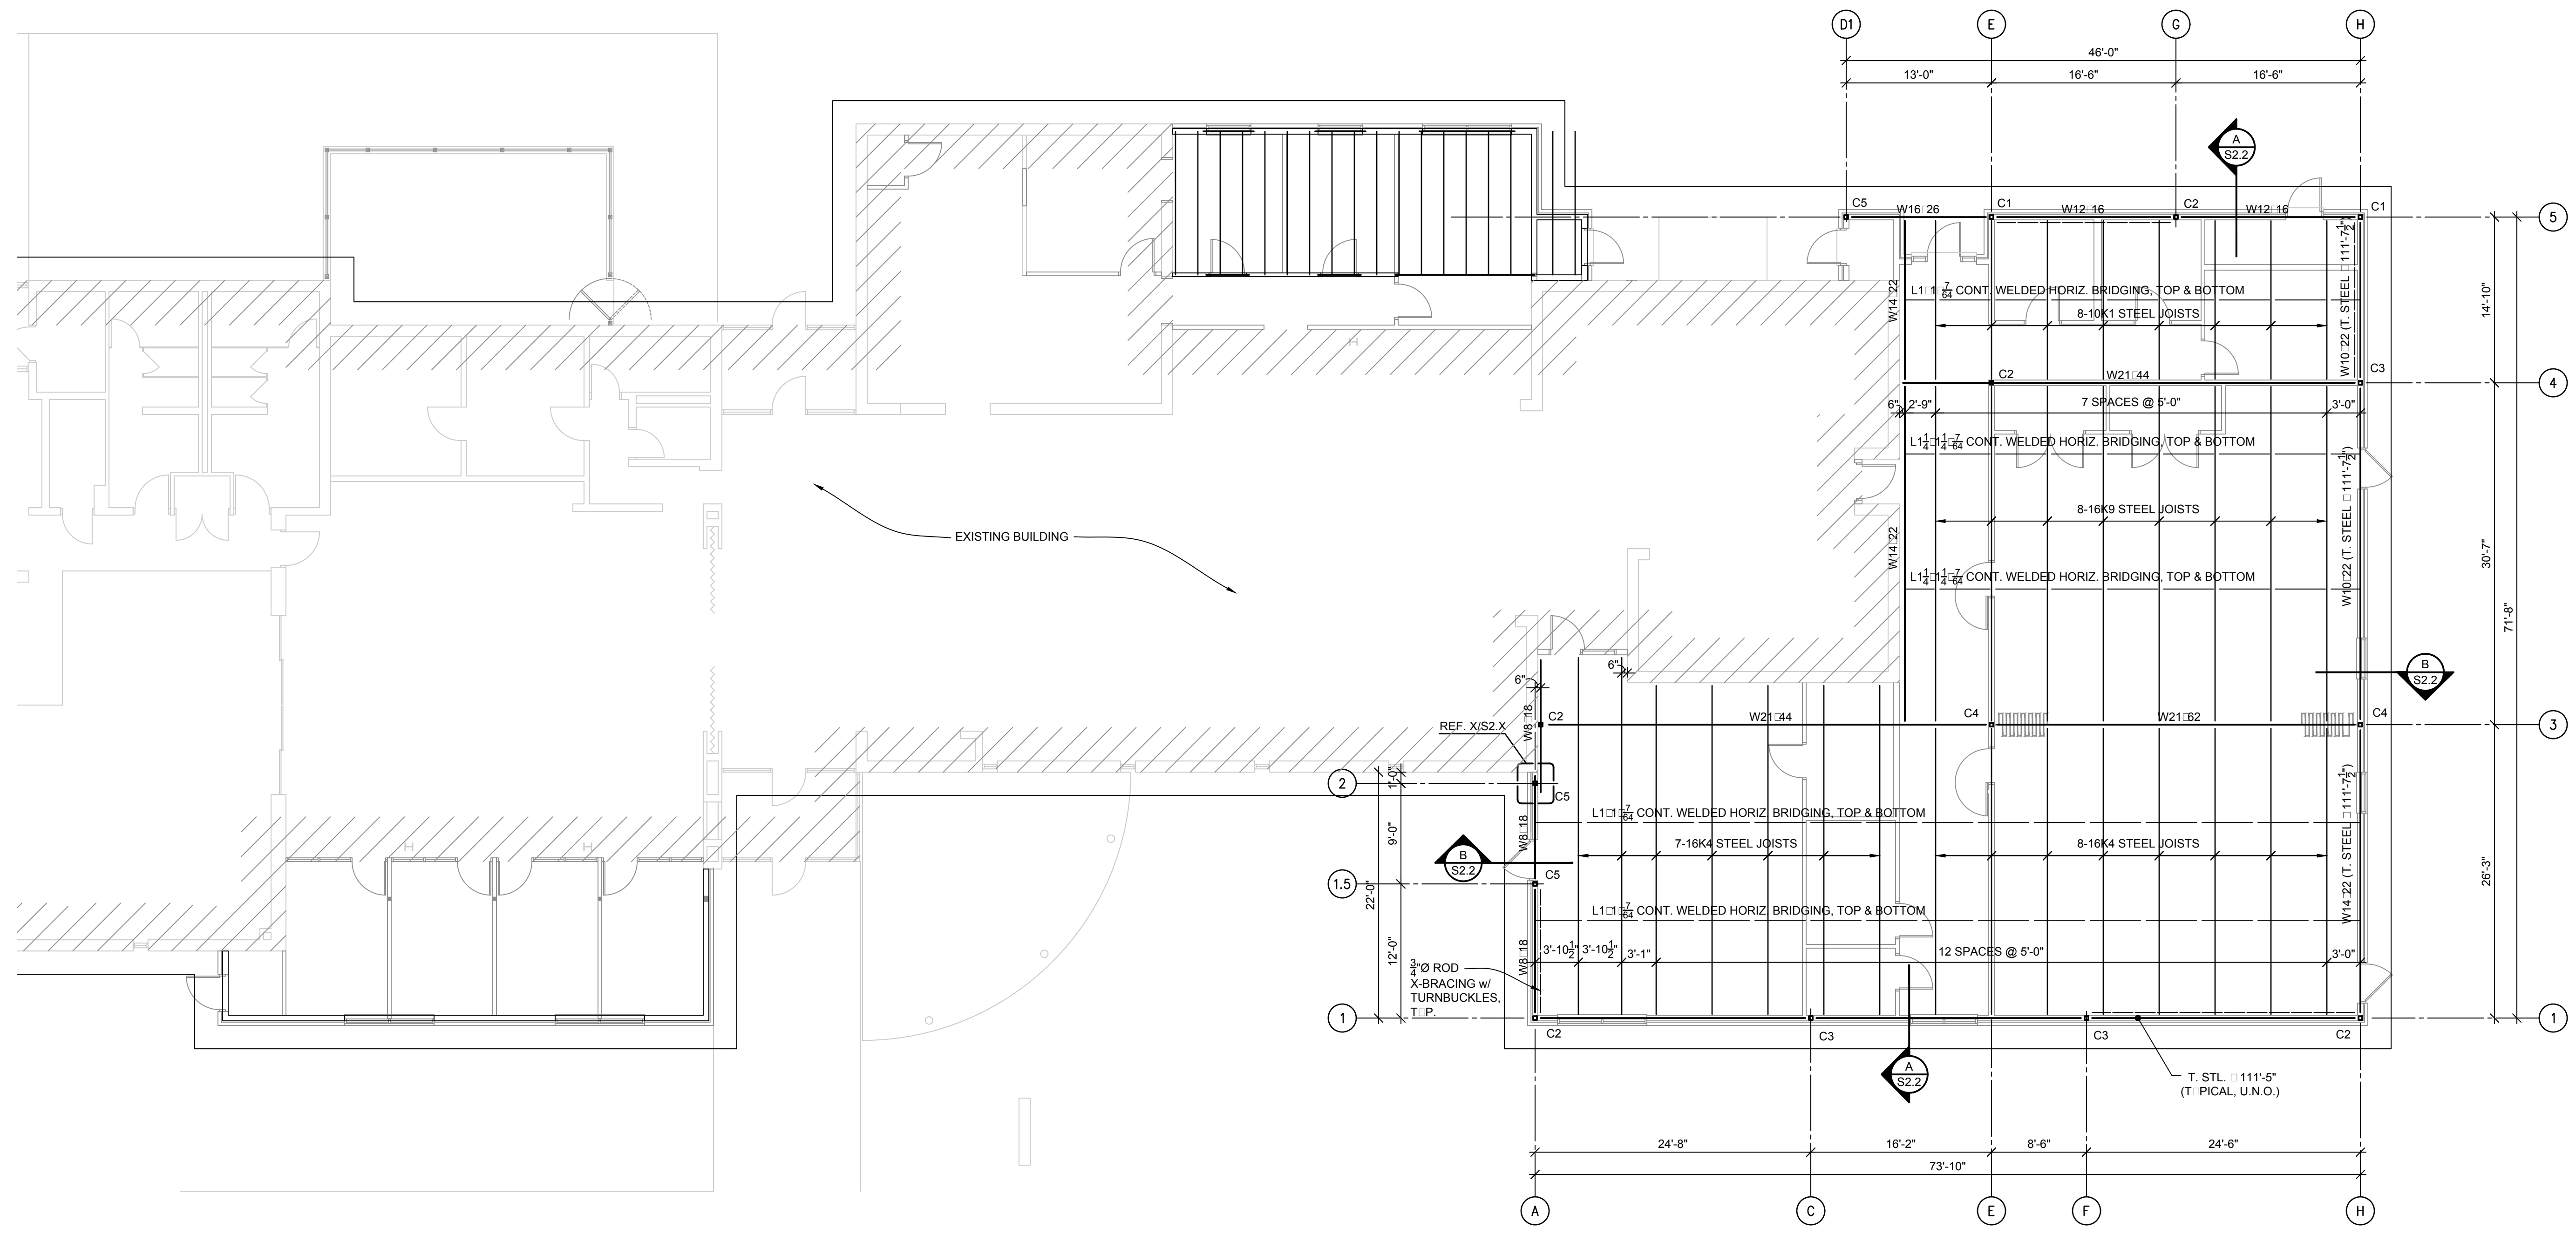 D1
E
G
H
46'-0"
13'-0"
16'-6"
16'-6"
A
S2.2
C5
W16□26
C1
W12□16
C2
W12□16
C1
5
L1□1□7/64 CONT. WELDED HORIZ. BRIDGING, TOP & BOTTOM
8-10K1 STEEL JOISTS
W14□22
W10□22 (T. STEEL □ 111'-7 1/2")
14'-10"
C2
W21□44
C3
4
6"
2'-9"
7 SPACES @ 5'-0"
3'-0"
L1 1/4□1 1/4□7/64 CONT. WELDED HORIZ. BRIDGING, TOP & BOTTOM
8-16K9 STEEL JOISTS
W14□22
W10□22 (T. STEEL □ 111'-7 1/2")
30'-7"
71'-8"
EXISTING BUILDING
L1 1/4□1 1/4□7/64 CONT. WELDED HORIZ. BRIDGING, TOP & BOTTOM
6"
6"
B
S2.2
W8□18
REF. X/S2.X
C2
W21□44
C4
W21□62
C4
3
2
1'-0"
C5
L1□1□7/64 CONT. WELDED HORIZ. BRIDGING, TOP & BOTTOM
W8□18
9'-0"
7-16K4 STEEL JOISTS
8-16K4 STEEL JOISTS
W14□22 (T. STEEL □ 111'-7 1/2")
26'-3"
B
S2.2
C5
1.5
22'-0"
L1□1□7/64 CONT. WELDED HORIZ. BRIDGING, TOP & BOTTOM
12'-0"
W8□18
3'-10 1/2"
3'-10 1/2"
3'-1"
12 SPACES @ 5'-0"
3'-0"
3/4"Ø ROD
X-BRACING w/
TURNBUCKLES,
T□P.
1
C2
C3
C3
C2
1
A
S2.2
T. STL. □ 111'-5"
(T□PICAL, U.N.O.)
24'-8"
16'-2"
8'-6"
24'-6"
73'-10"
A
C
E
F
H